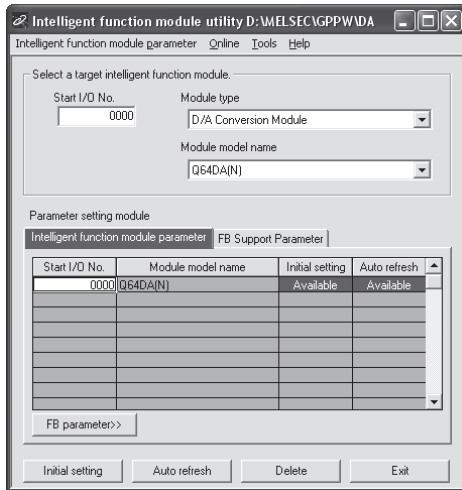 Intelligent function module utility D:\MELSEC\GPPW\DA
Intelligent function module parameter Online Tools Help
Select a target intelligent function module.
Start I/O No. Module type
0000 D/A Conversion Module
Module model name
Q64DA(N)
Parameter setting module
Intelligent function module parameter FB Support Parameter
Start I/O No. Module model name Initial setting Auto refresh
0000 Q64DA(N) Available Available
FB parameter>>
Initial setting Auto refresh Delete Exit